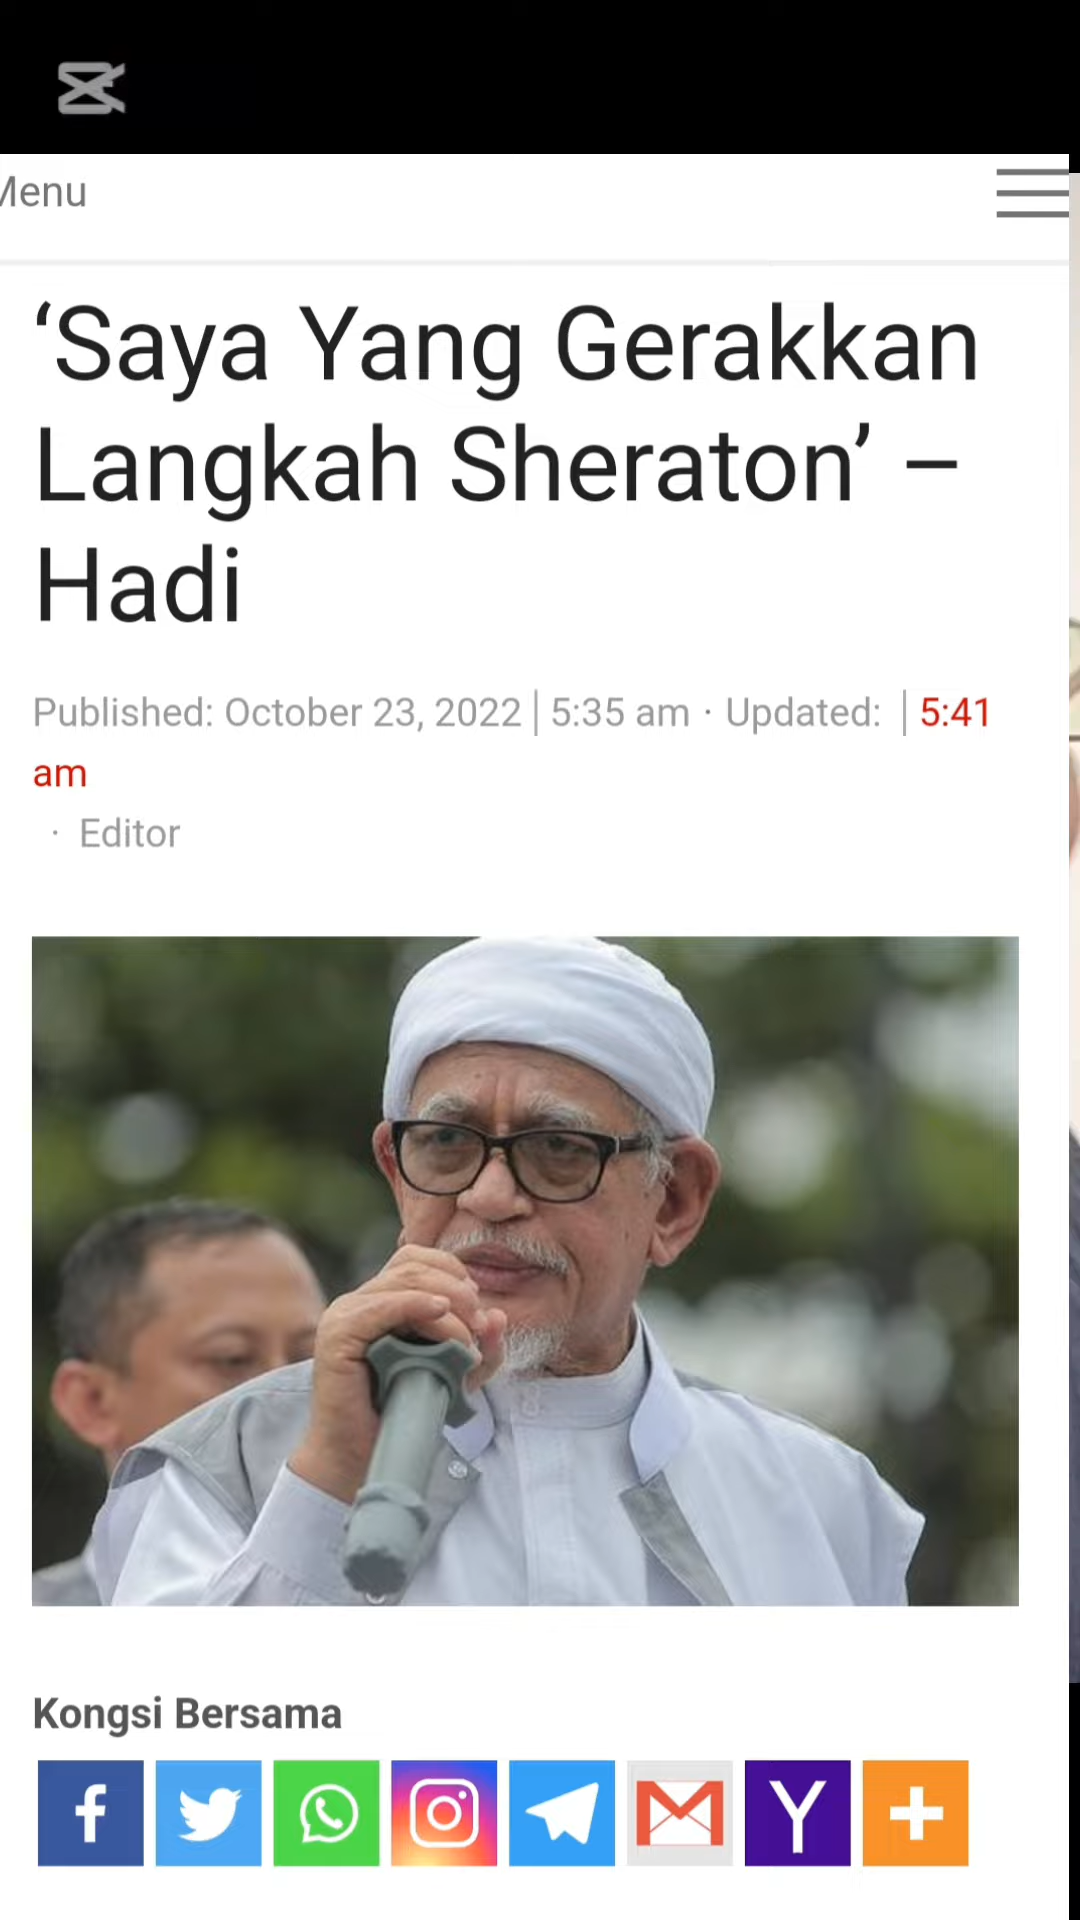 Menu
‘Saya Yang Gerakkan
Langkah Sheraton’ –
Hadi
Published: October 23, 2022 | 5:35 am · Updated: | 5:41
am
· Editor
Kongsi Bersama